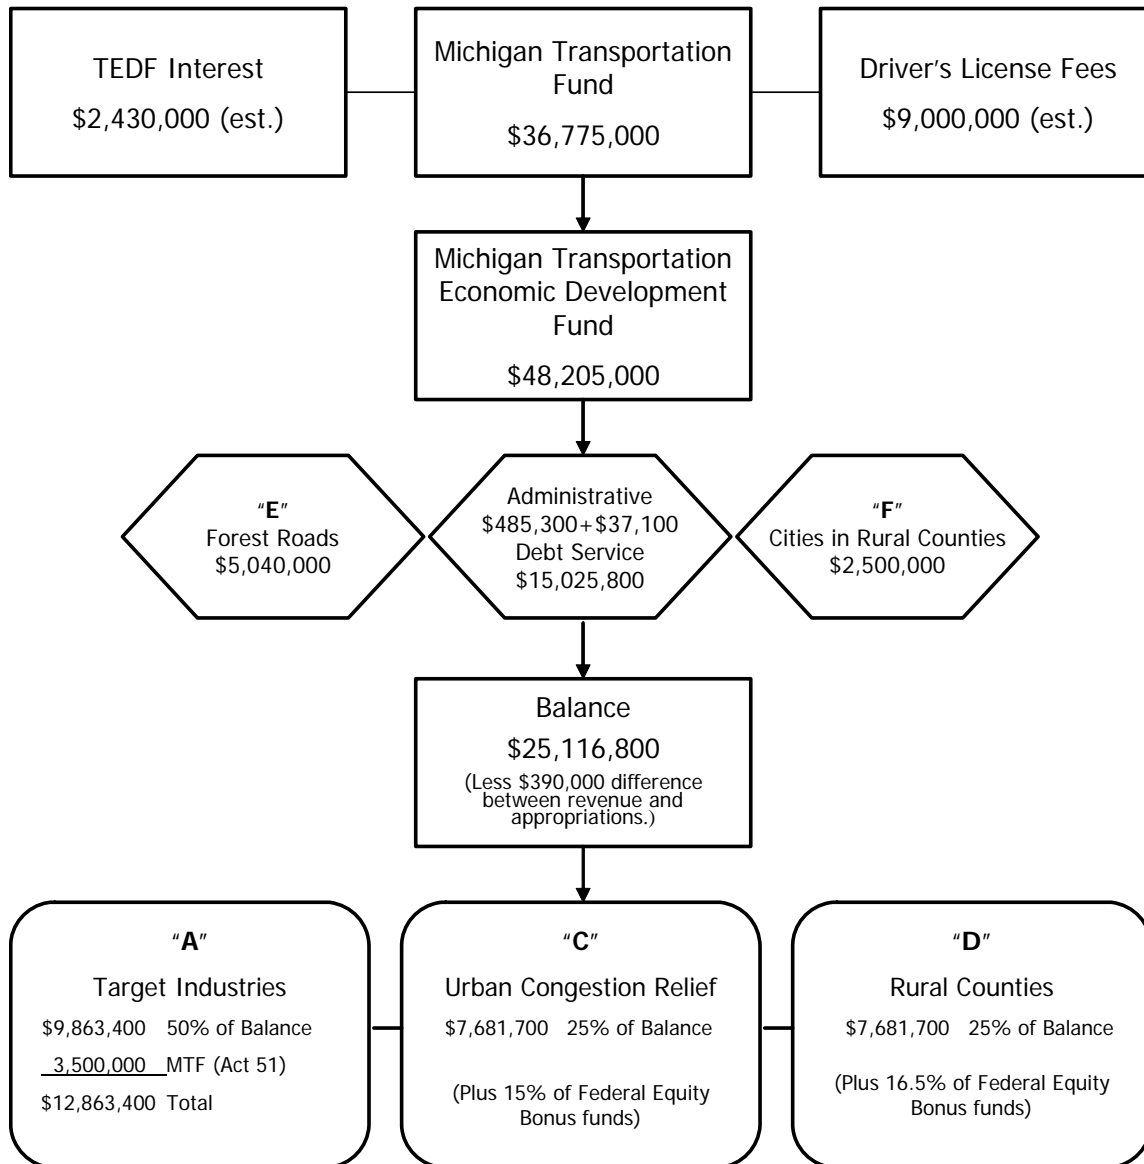 TEDF Interest
$2,430,000 (est.)
Michigan Transportation
Fund
$36,775,000
Driver's License Fees
$9,000,000 (est.)
Michigan Transportation
Economic Development
Fund
$48,205,000
"E"
Forest Roads
$5,040,000
Administrative
$485,300+$37,100
Debt Service
$15,025,800
"F"
Cities in Rural Counties
$2,500,000
Balance
$25,116,800
(Less $390,000 difference
between revenue and
appropriations.)
"A"
Target Industries
$9,863,400 50% of Balance
3,500,000 MTF (Act 51)
$12,863,400 Total
"C"
Urban Congestion Relief
$7,681,700 25% of Balance
(Plus 15% of Federal Equity
Bonus funds)
"D"
Rural Counties
$7,681,700 25% of Balance
(Plus 16.5% of Federal Equity
Bonus funds)